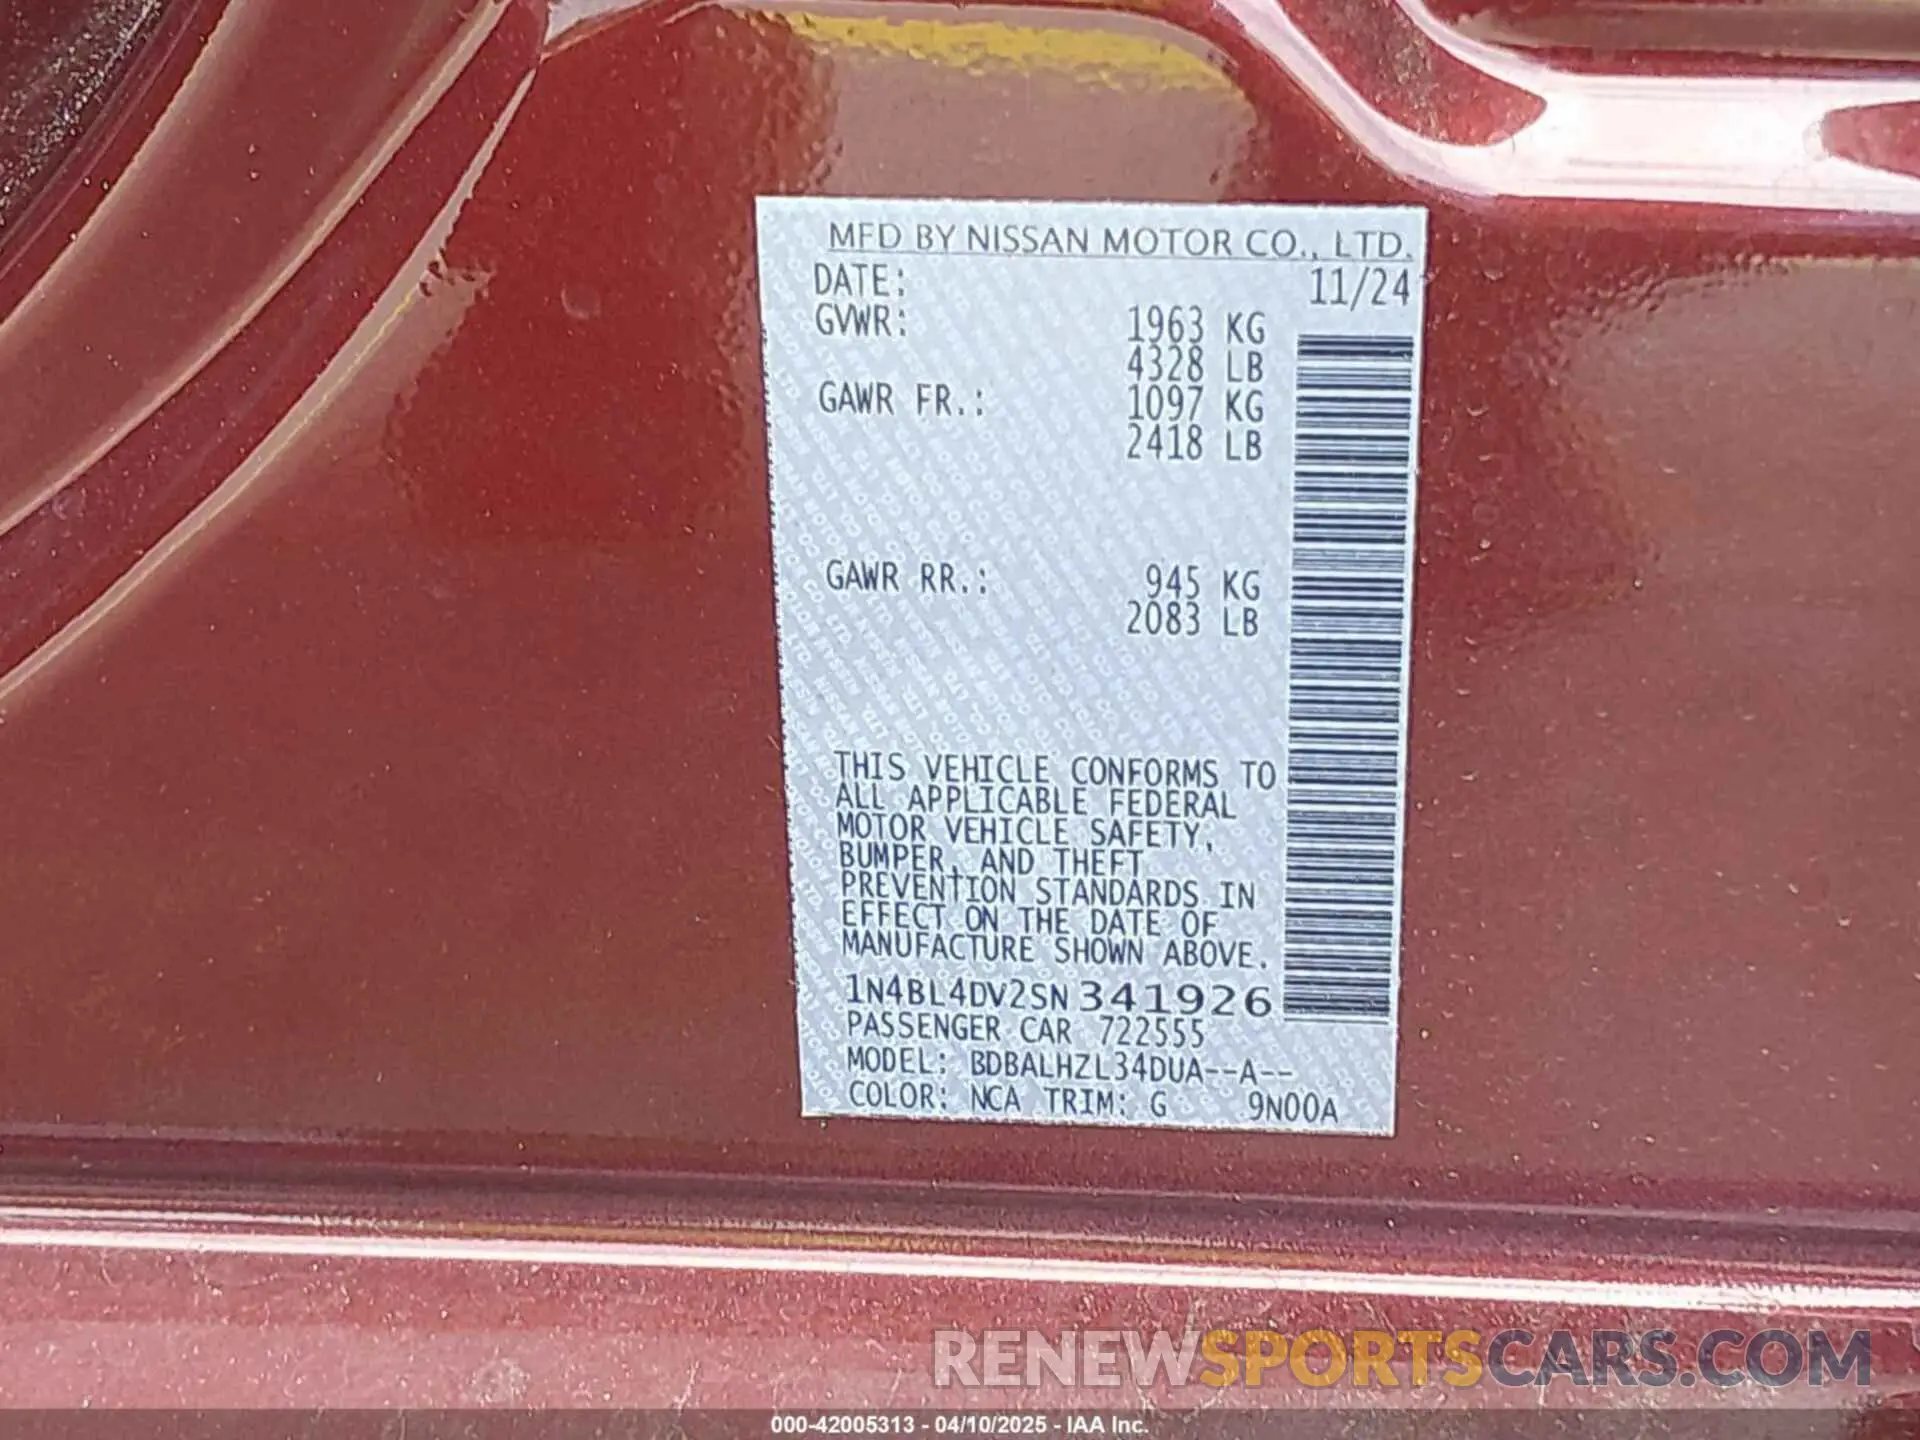 MFD BY NISSAN MOTOR CO., LTD.
DATE: 11/24
GVWR: 1963 KG
4328 LB
GAWR FR.: 1097 KG
2418 LB
GAWR RR.: 945 KG
2083 LB
THIS VEHICLE CONFORMS TO
ALL APPLICABLE FEDERAL
MOTOR VEHICLE SAFETY,
BUMPER, AND THEFT
PREVENTION STANDARDS IN
EFFECT ON THE DATE OF
MANUFACTURE SHOWN ABOVE.
1N4BL4DV2SN341926
PASSENGER CAR 722555
MODEL: BDBALHZL34DUA--A--
COLOR: NCA TRIM: G 9N00A
RENEWSPORTSCARS.COM
000-42005313 - 04/10/2025 - IAA Inc.